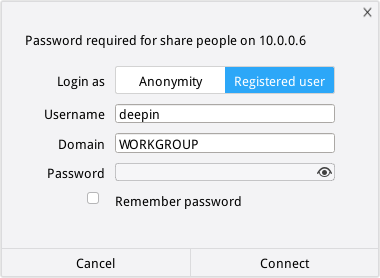 Password required for share people on 10.0.0.6
Login as Anonymity Registered user
Username deepin
Domain WORKGROUP
Password
Remember password
Cancel Connect